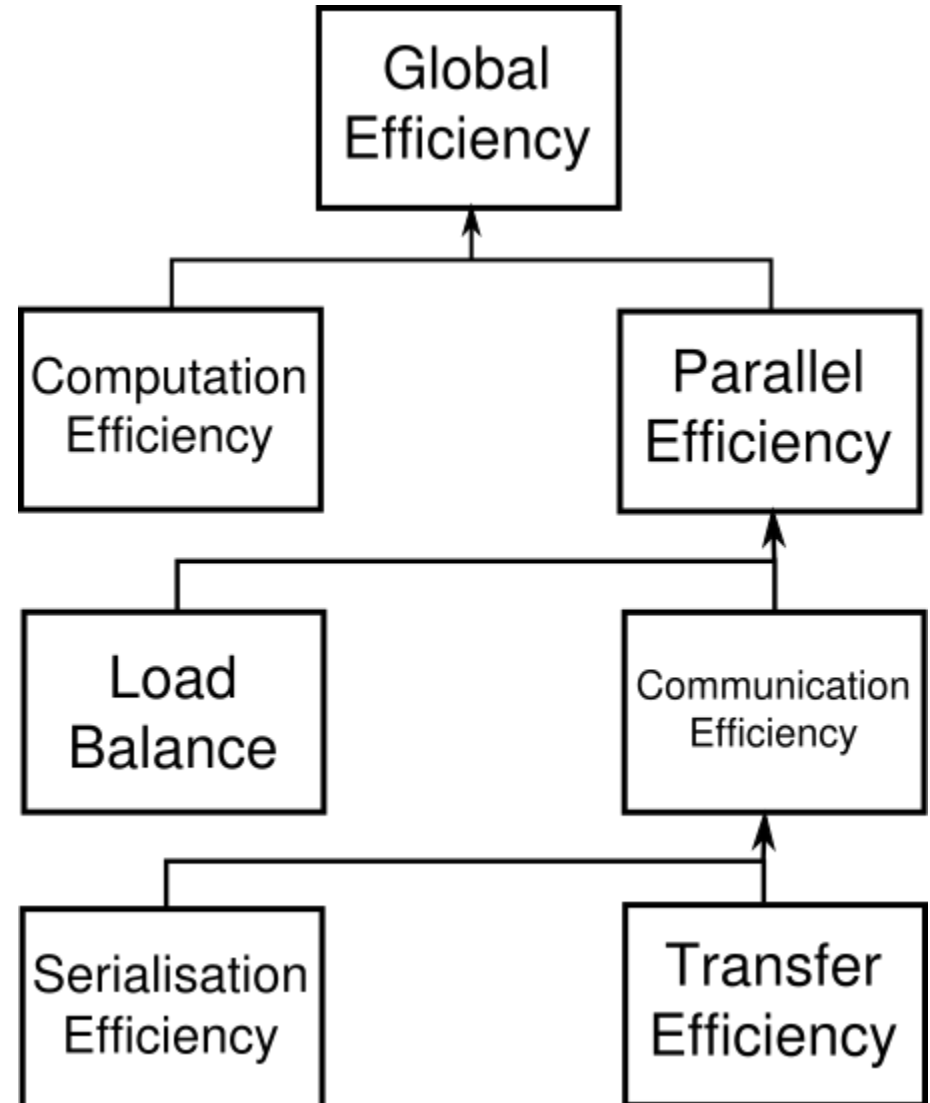 Global
Efficiency
Computation
Efficiency
Parallel
Efficiency
Load
Balance
Communication
Efficiency
Serialisation
Efficiency
Transfer
Efficiency